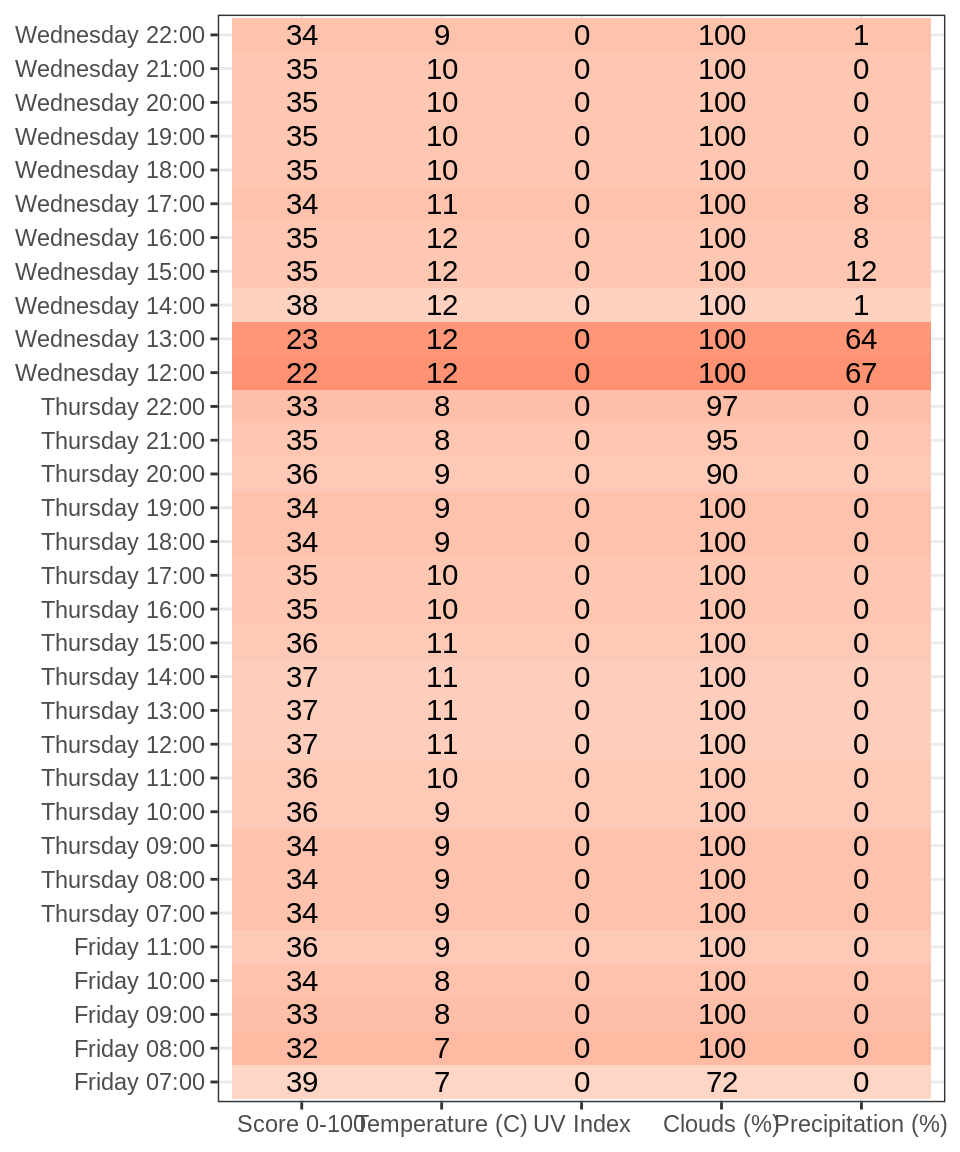 Wednesday 22:00 34 9 0 100 1
Wednesday 21:00 35 10 0 100 0
Wednesday 20:00 35 10 0 100 0
Wednesday 19:00 35 10 0 100 0
Wednesday 18:00 35 10 0 100 0
Wednesday 17:00 34 11 0 100 8
Wednesday 16:00 35 12 0 100 8
Wednesday 15:00 35 12 0 100 12
Wednesday 14:00 38 12 0 100 1
Wednesday 13:00 23 12 0 100 64
Wednesday 12:00 22 12 0 100 67
Thursday 22:00 33 8 0 97 0
Thursday 21:00 35 8 0 95 0
Thursday 20:00 36 9 0 90 0
Thursday 19:00 34 9 0 100 0
Thursday 18:00 34 9 0 100 0
Thursday 17:00 35 10 0 100 0
Thursday 16:00 35 10 0 100 0
Thursday 15:00 36 11 0 100 0
Thursday 14:00 37 11 0 100 0
Thursday 13:00 37 11 0 100 0
Thursday 12:00 37 11 0 100 0
Thursday 11:00 36 10 0 100 0
Thursday 10:00 36 9 0 100 0
Thursday 09:00 34 9 0 100 0
Thursday 08:00 34 9 0 100 0
Thursday 07:00 34 9 0 100 0
Friday 11:00 36 9 0 100 0
Friday 10:00 34 8 0 100 0
Friday 09:00 33 8 0 100 0
Friday 08:00 32 7 0 100 0
Friday 07:00 39 7 0 72 0
Score 0-100 Temperature (C) UV Index Clouds (%) Precipitation (%)